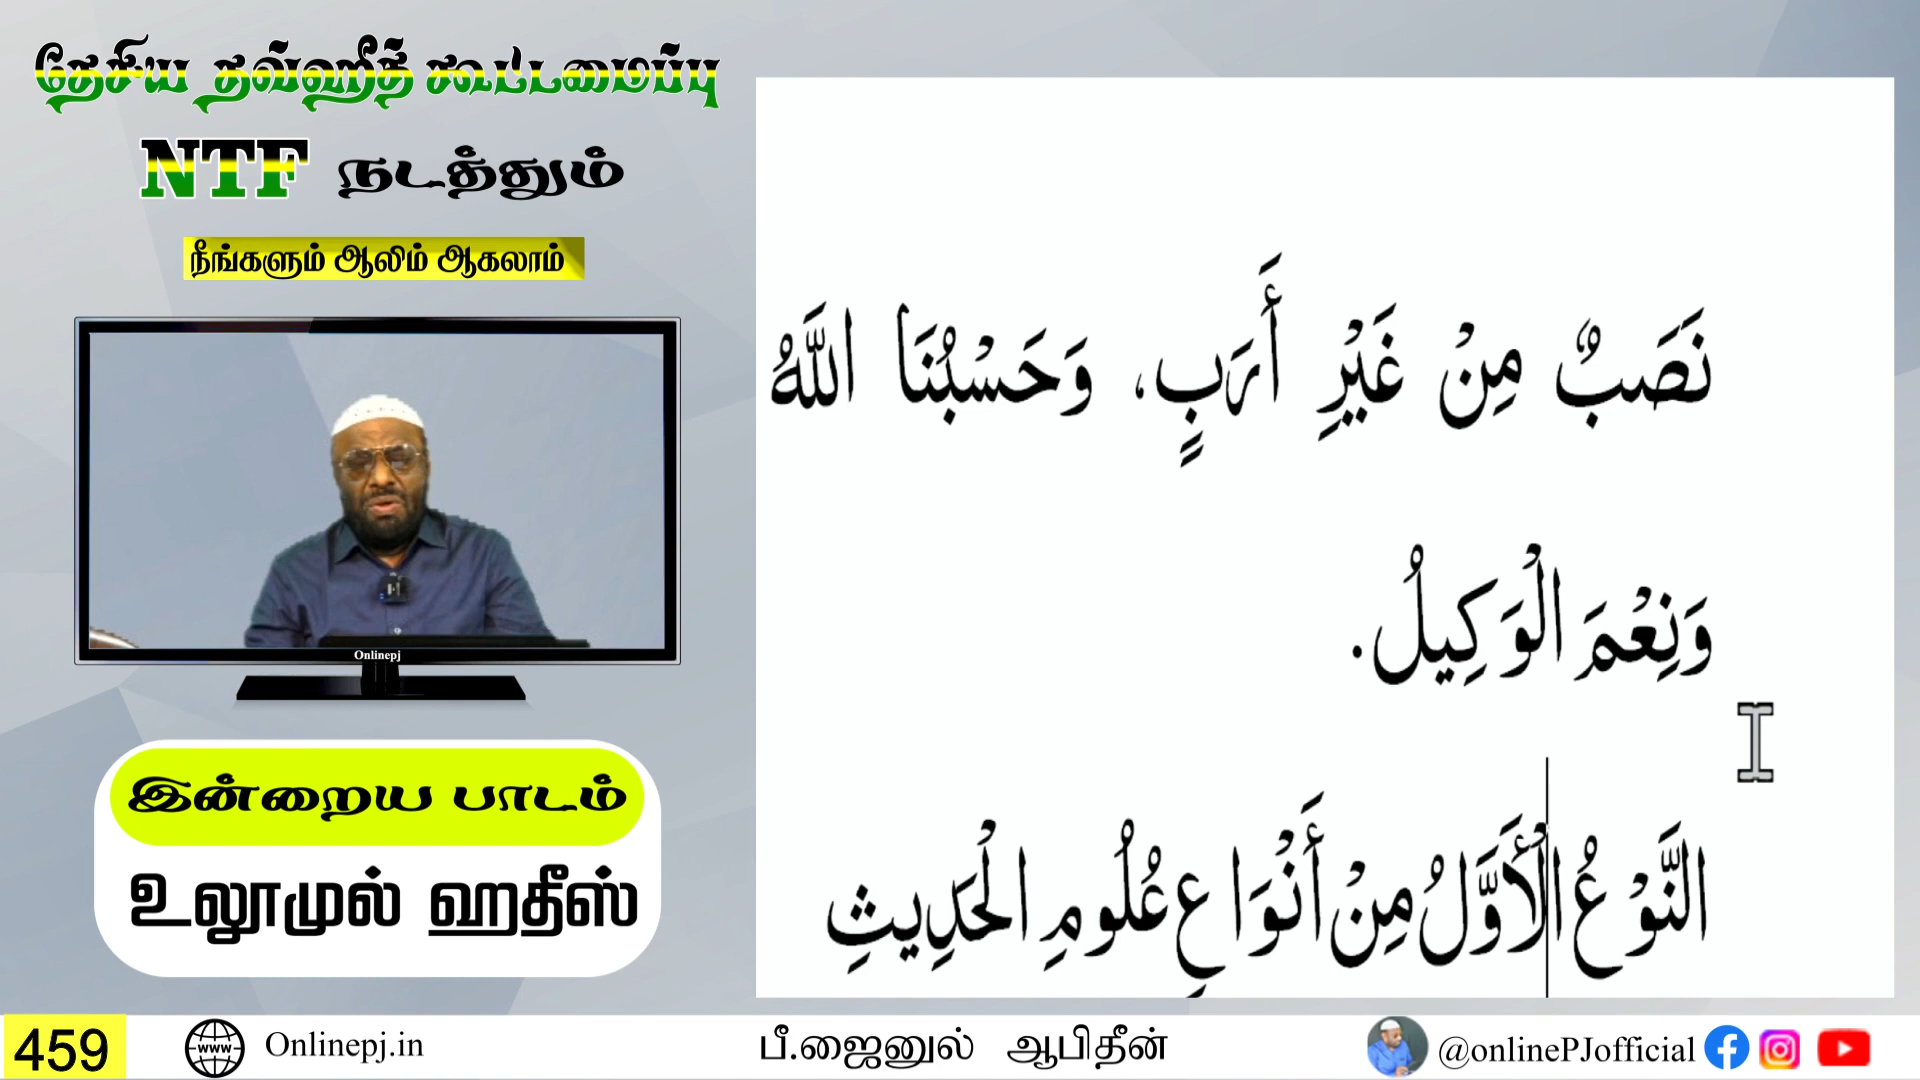 தேசிய தவ்ஹீத் கூட்டமைப்பு
NTF நடத்தும்
நீங்களும் ஆலிம் ஆகலாம்
Onlinepj
இன்றைய பாடம்
உலூமுல் ஹதீஸ்
نَصَبٌ مِنْ غَيْرِ أَرَبٍ، وَحَسْبُنَا اللَّهُ
وَنِعْمَ الْوَكِيلُ.
النَّوْعُ الْأَوَّلُ مِنْ أَنْوَاعِ عُلُومِ الْحَدِيثِ
459
www
Onlinepj.in
பீ.ஜைனுல் ஆபிதீன்
@onlinePJofficial